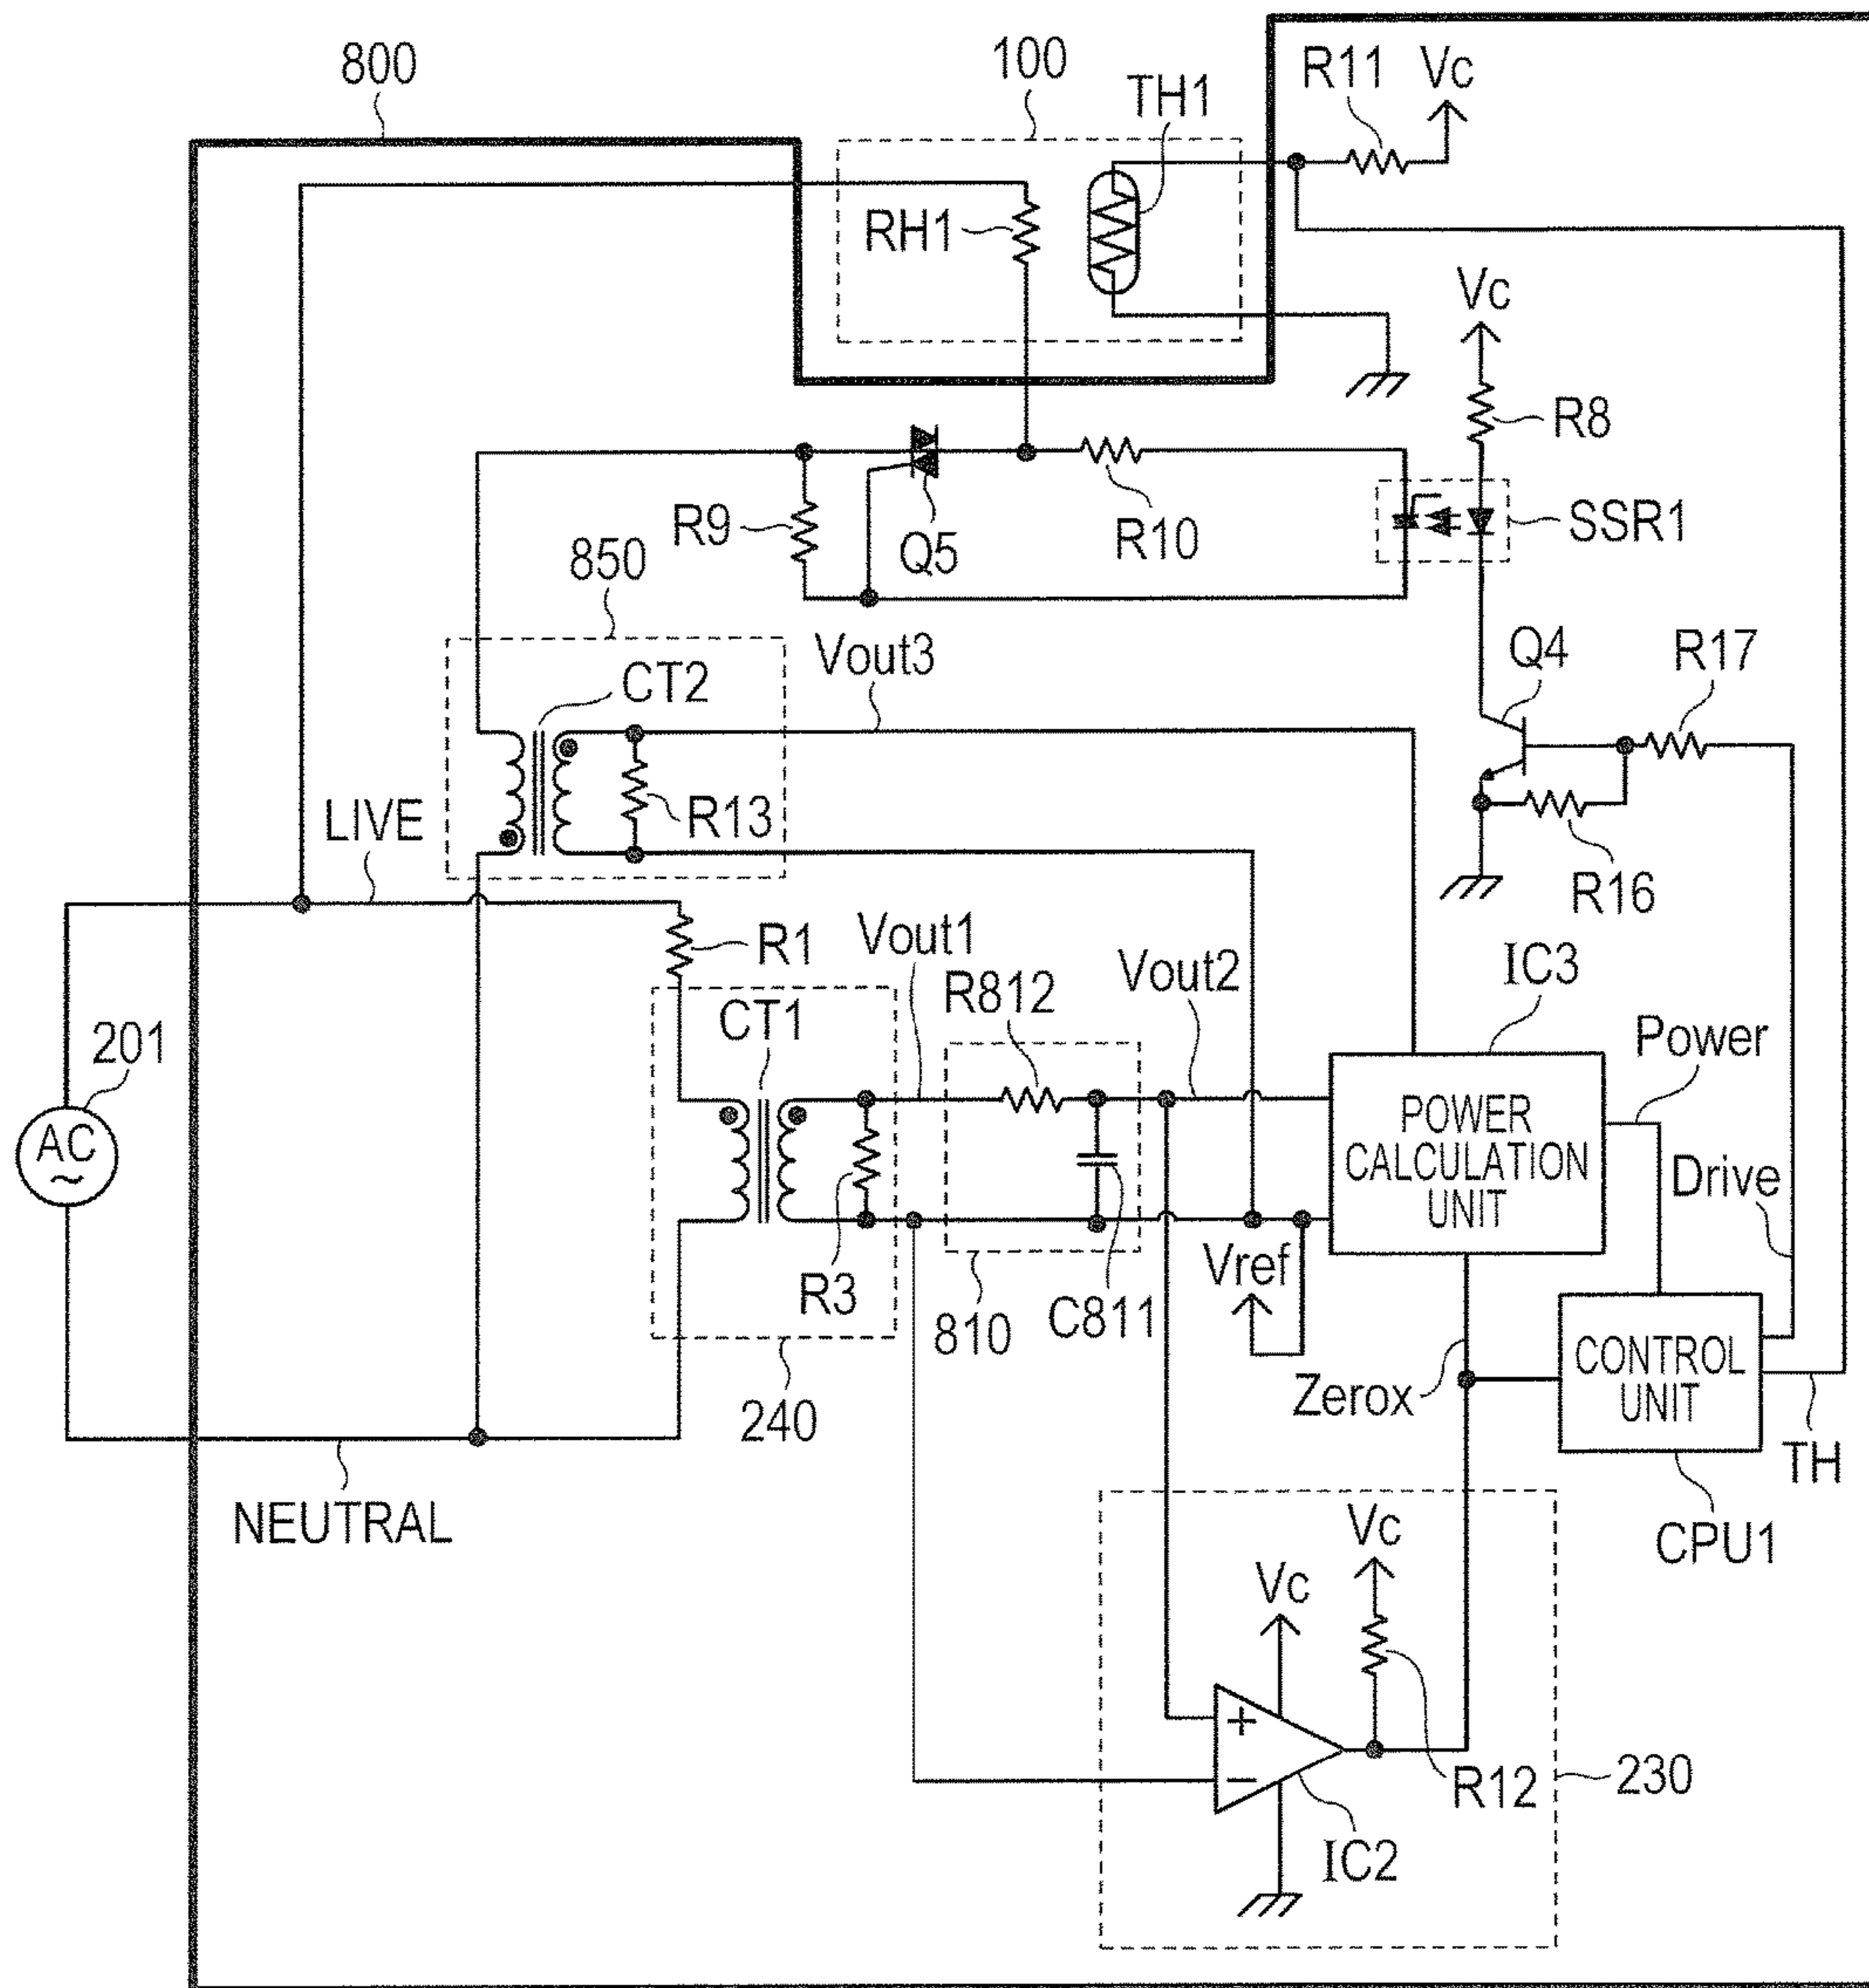 800
100
TH1
R11
Vc
RH1
Vc
R8
R9
Q5
R10
SSR1
850
Vout3
CT2
Q4
R17
R13
LIVE
R16
R1
Vout1
R812
Vout2
IC3
Power
CT1
201
AC
~
POWER
CALCULATION
UNIT
Drive
R3
Vref
810
C811
CONTROL
UNIT
Zerox
240
TH
NEUTRAL
CPU1
Vc
Vc
+
−
R12
230
IC2